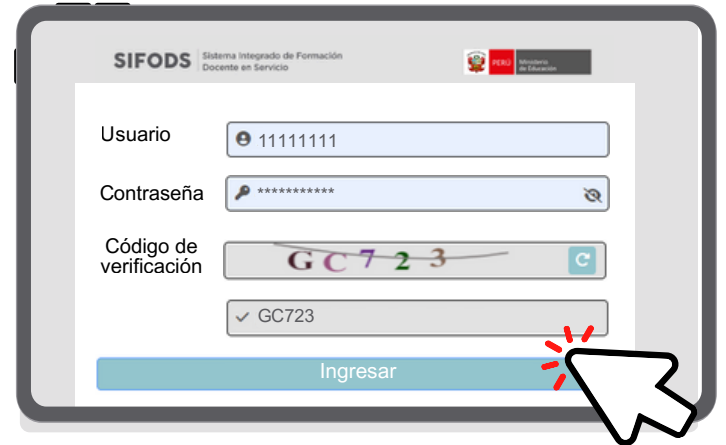 SIFODS
Sistema Integrado de Formación
Docente en Servicio
PERÚ
Ministerio
de Educación
Usuario
11111111
Contraseña
***********
Código de
verificación
GC723
GC723
Ingresar